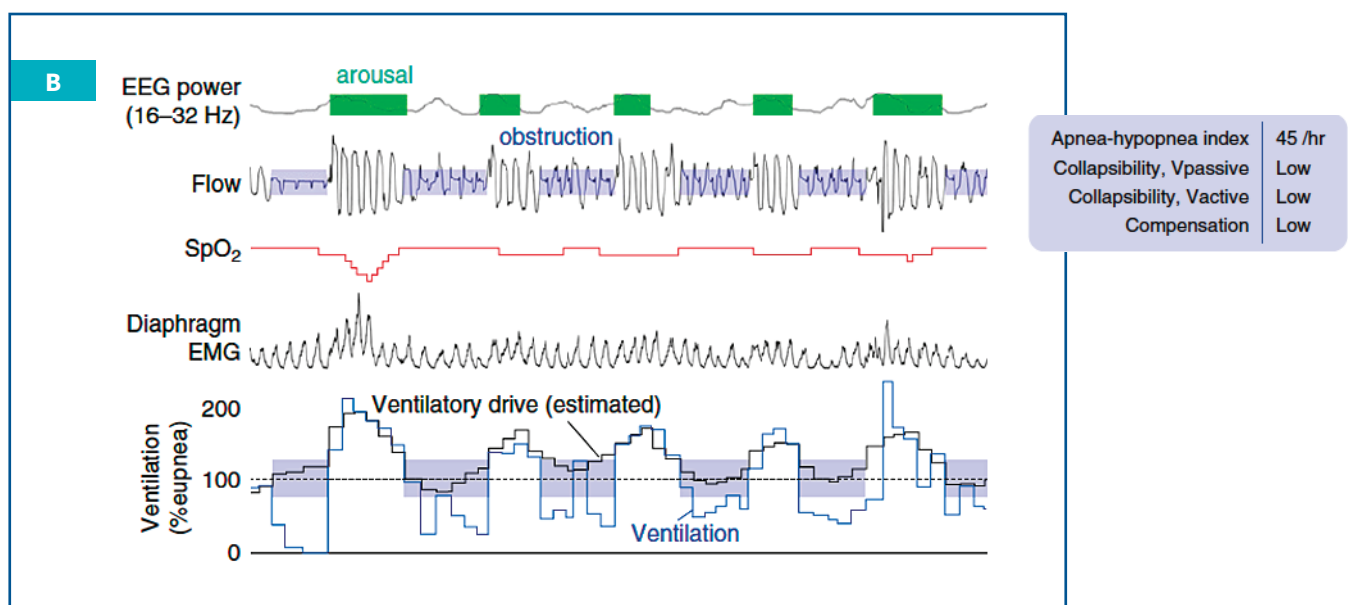 B
EEG power
(16–32 Hz)
arousal
obstruction
Flow
SpO₂
Diaphragm
EMG
Ventilation
(%eupnea)
200
100
0
Ventilatory drive (estimated)
Ventilation
Apnea-hypopnea index 45 /hr
Collapsibility, Vpassive Low
Collapsibility, Vactive Low
Compensation Low